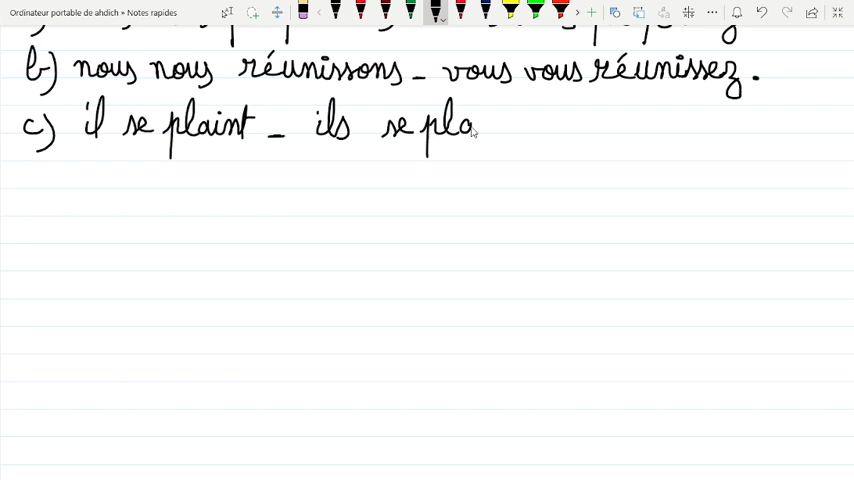 Ordinateur portable de ahdich » Notes rapides
b) nous nous réunissons - vous vous réunissez.
c) il se plaint - ils se pla